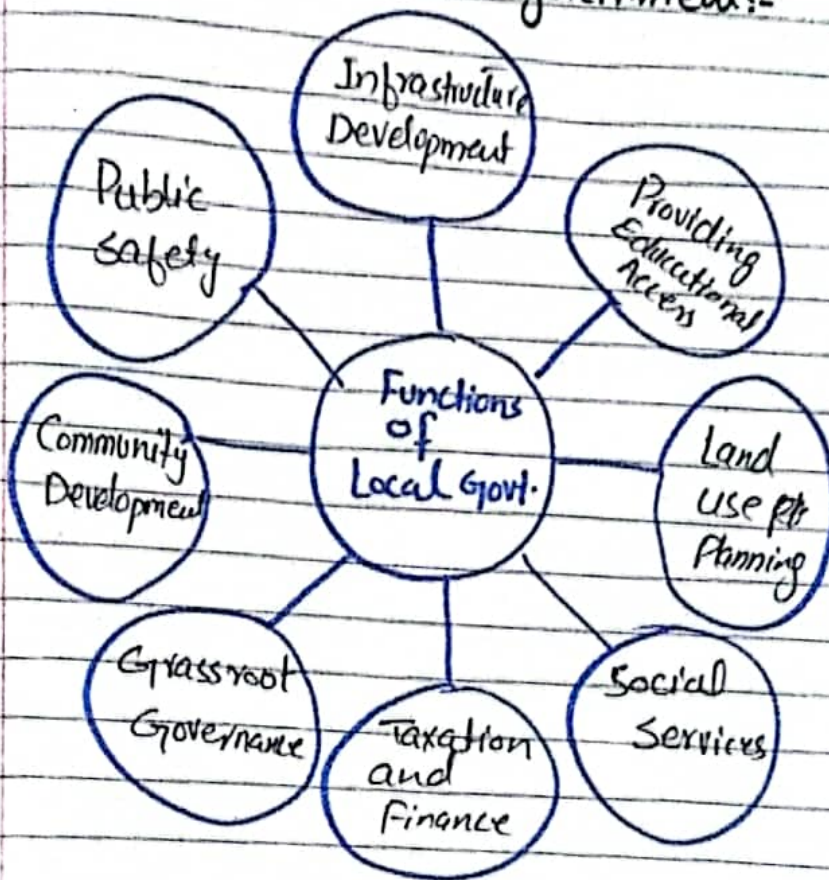 Infrastructure
Development
Public
Safety
Providing
Educational
Access
Functions
of
Local Govt.
Community
Development
Land
use
Planning
Grassroot
Governance
Taxation
and
Finance
Social
Services